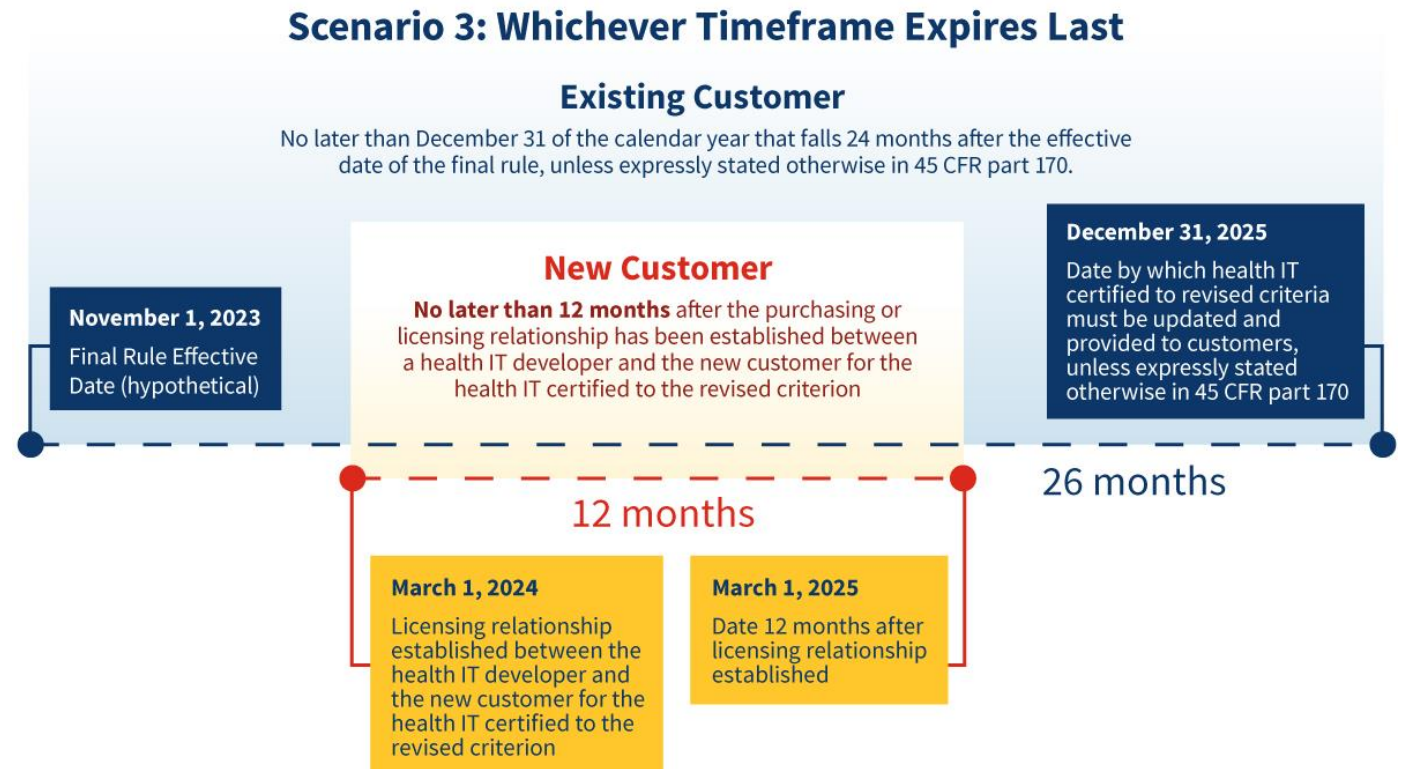 Scenario 3: Whichever Timeframe Expires Last
Existing Customer
No later than December 31 of the calendar year that falls 24 months after the effective
date of the final rule, unless expressly stated otherwise in 45 CFR part 170.
November 1, 2023
Final Rule Effective
Date (hypothetical)
New Customer
No later than 12 months after the purchasing or
licensing relationship has been established between
a health IT developer and the new customer for the
health IT certified to the revised criterion
December 31, 2025
Date by which health IT
certified to revised criteria
must be updated and
provided to customers,
unless expressly stated
otherwise in 45 CFR part 170
26 months
12 months
March 1, 2024
Licensing relationship
established between the
health IT developer and
the new customer for the
health IT certified to the
revised criterion
March 1, 2025
Date 12 months after
licensing relationship
established